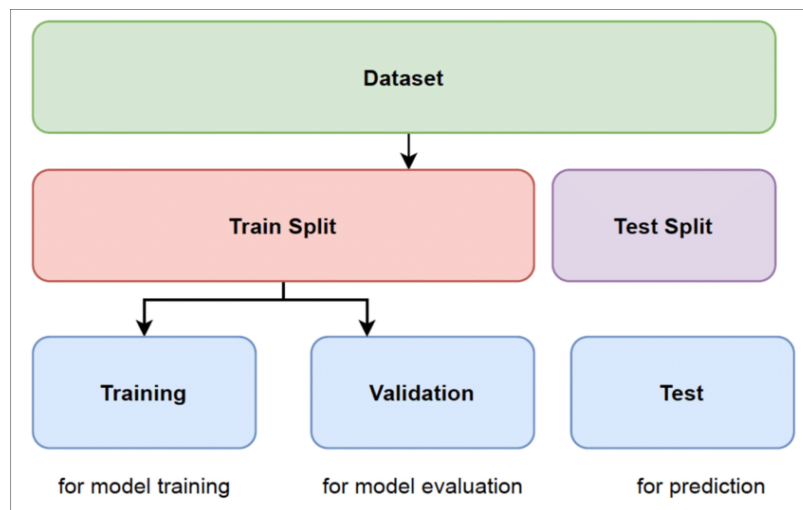 Dataset
Train Split
Test Split
Training
Validation
Test
for model training
for model evaluation
for prediction